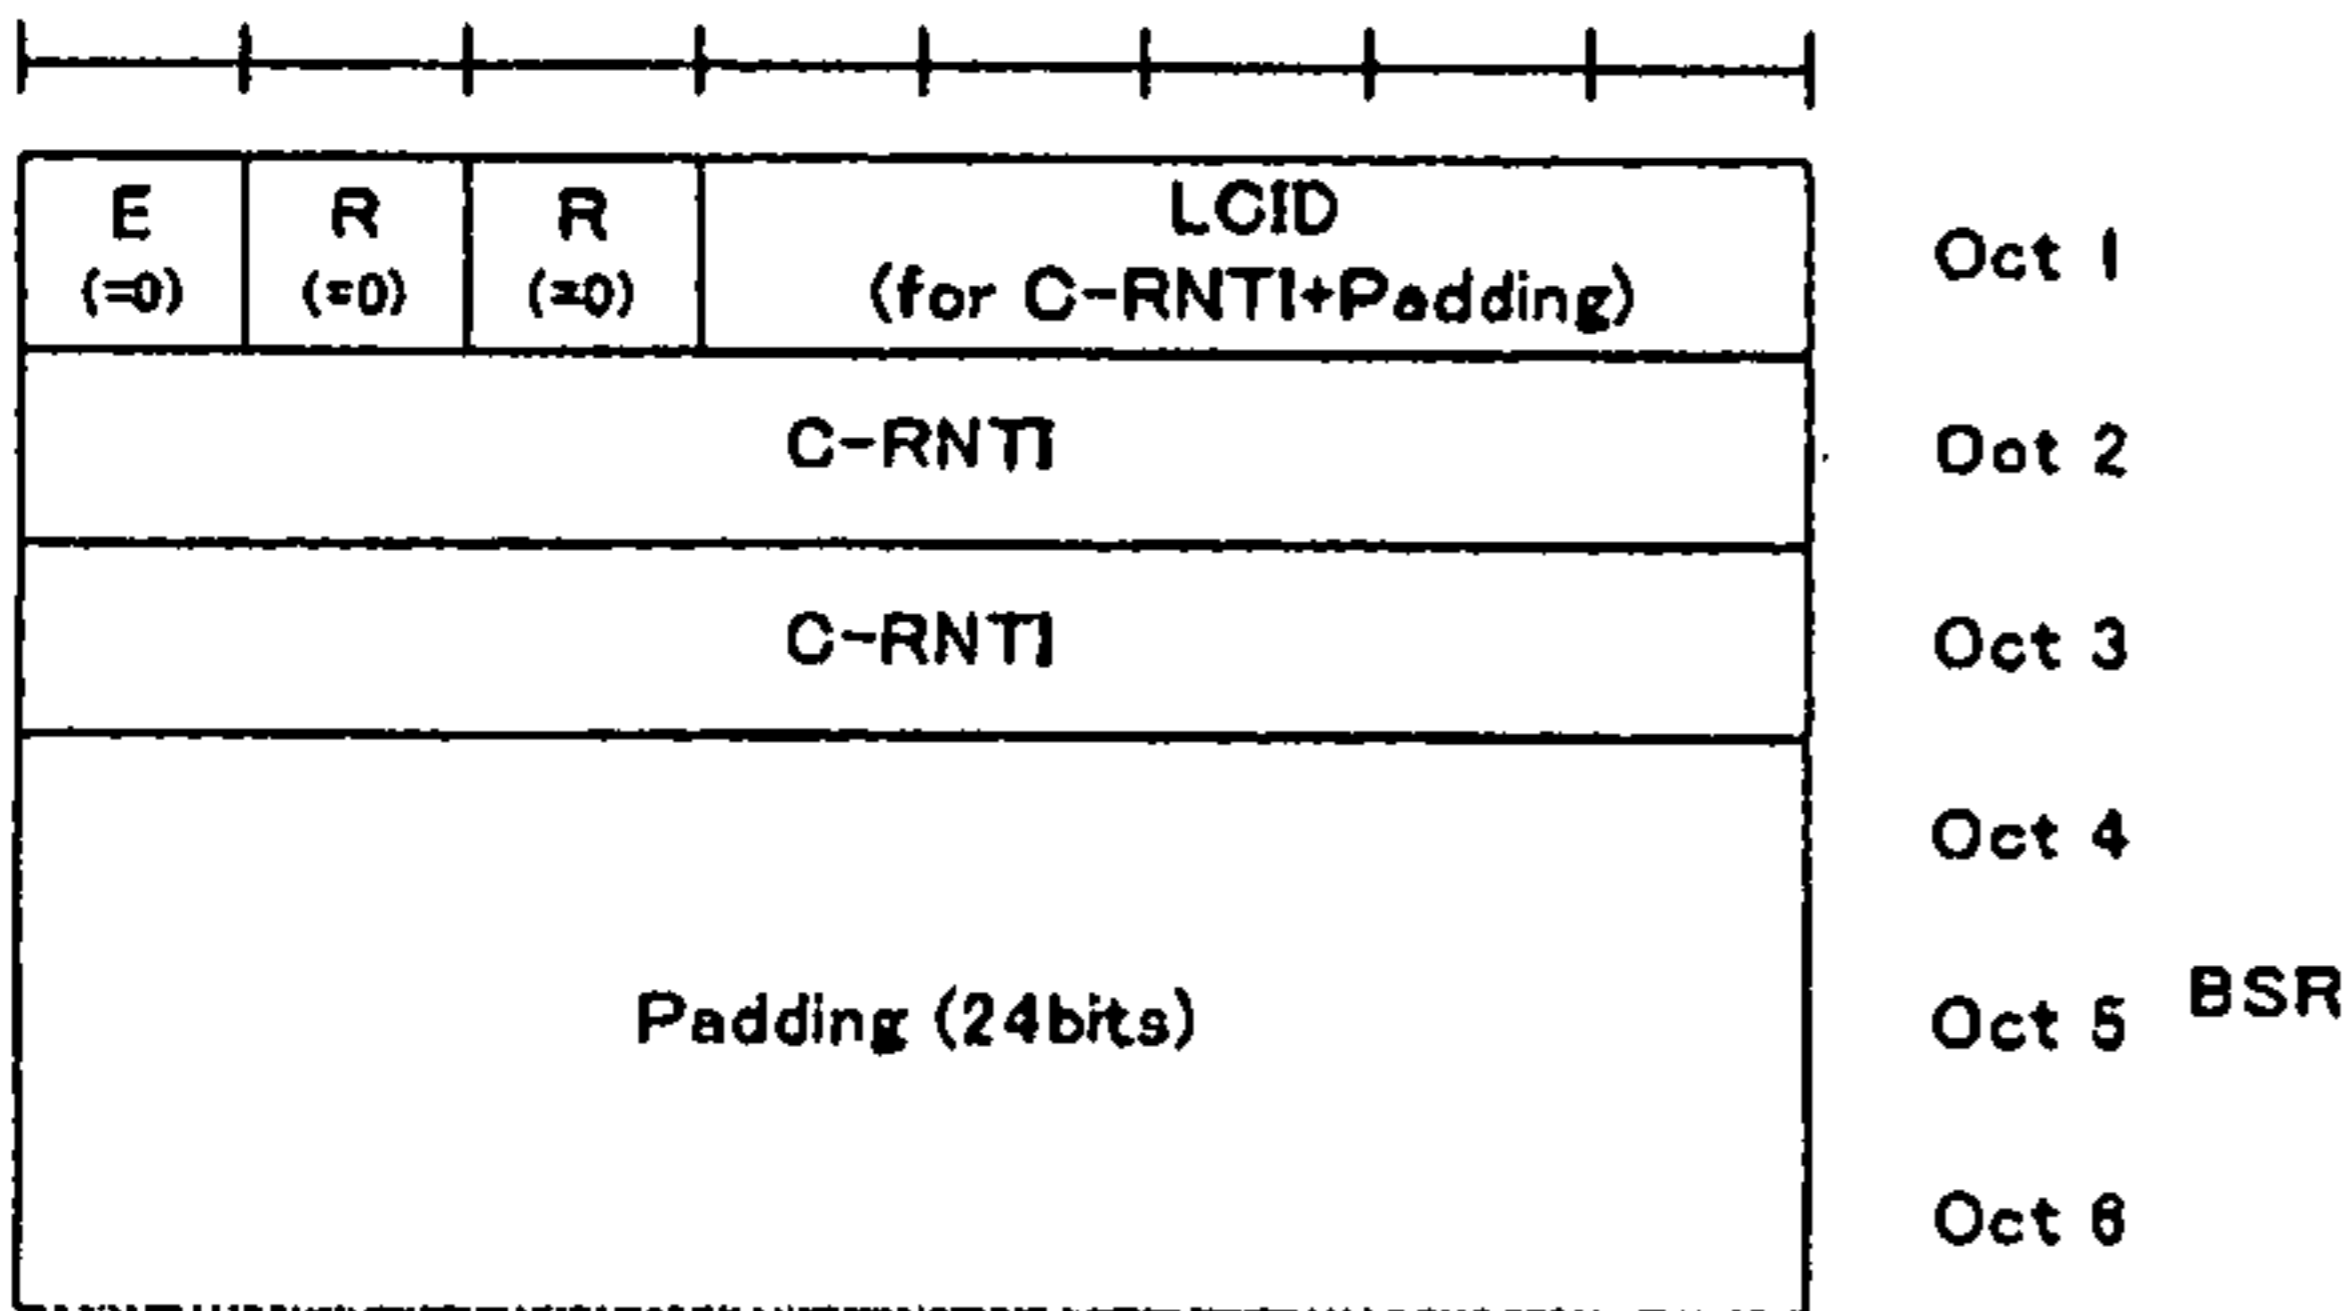 E R R LCID
(=0) (=0) (=0) (for C-RNTI+Padding) Oct 1
C-RNTI Oct 2
C-RNTI Oct 3
Oct 4
Padding (24bits) Oct 5 BSR
Oct 6